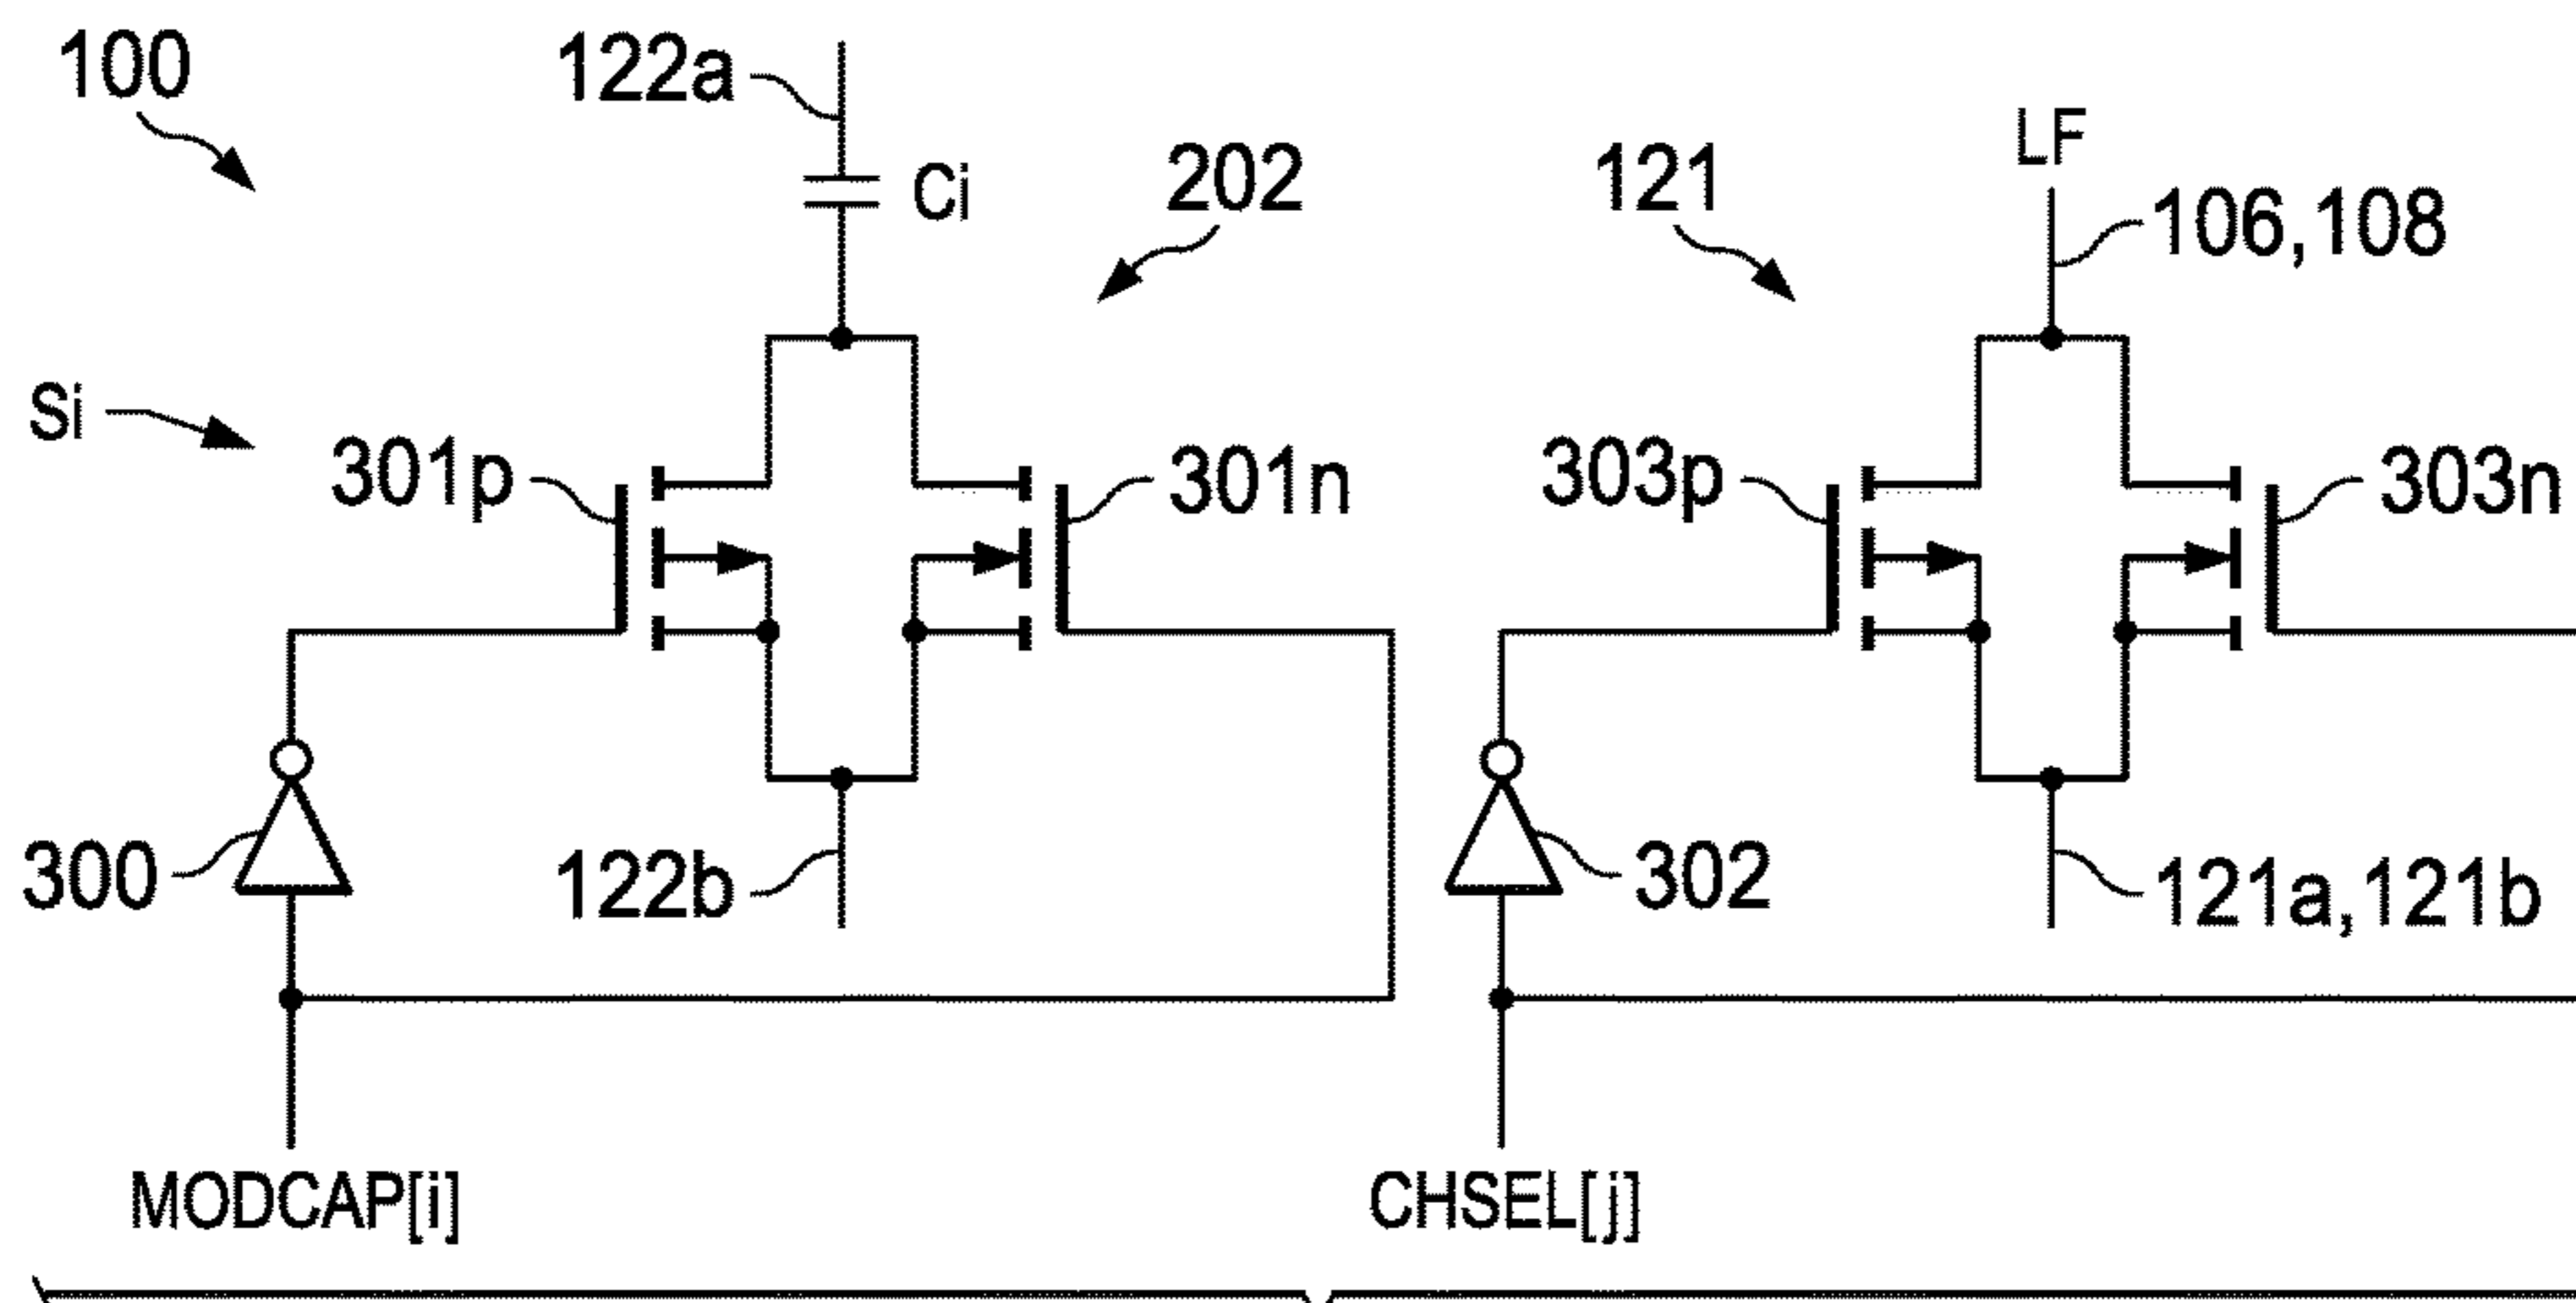 100
122a
Ci
202
121
LF
106,108
Si
301p
301n
303p
303n
300
122b
302
121a,121b
MODCAP[i]
CHSEL[j]